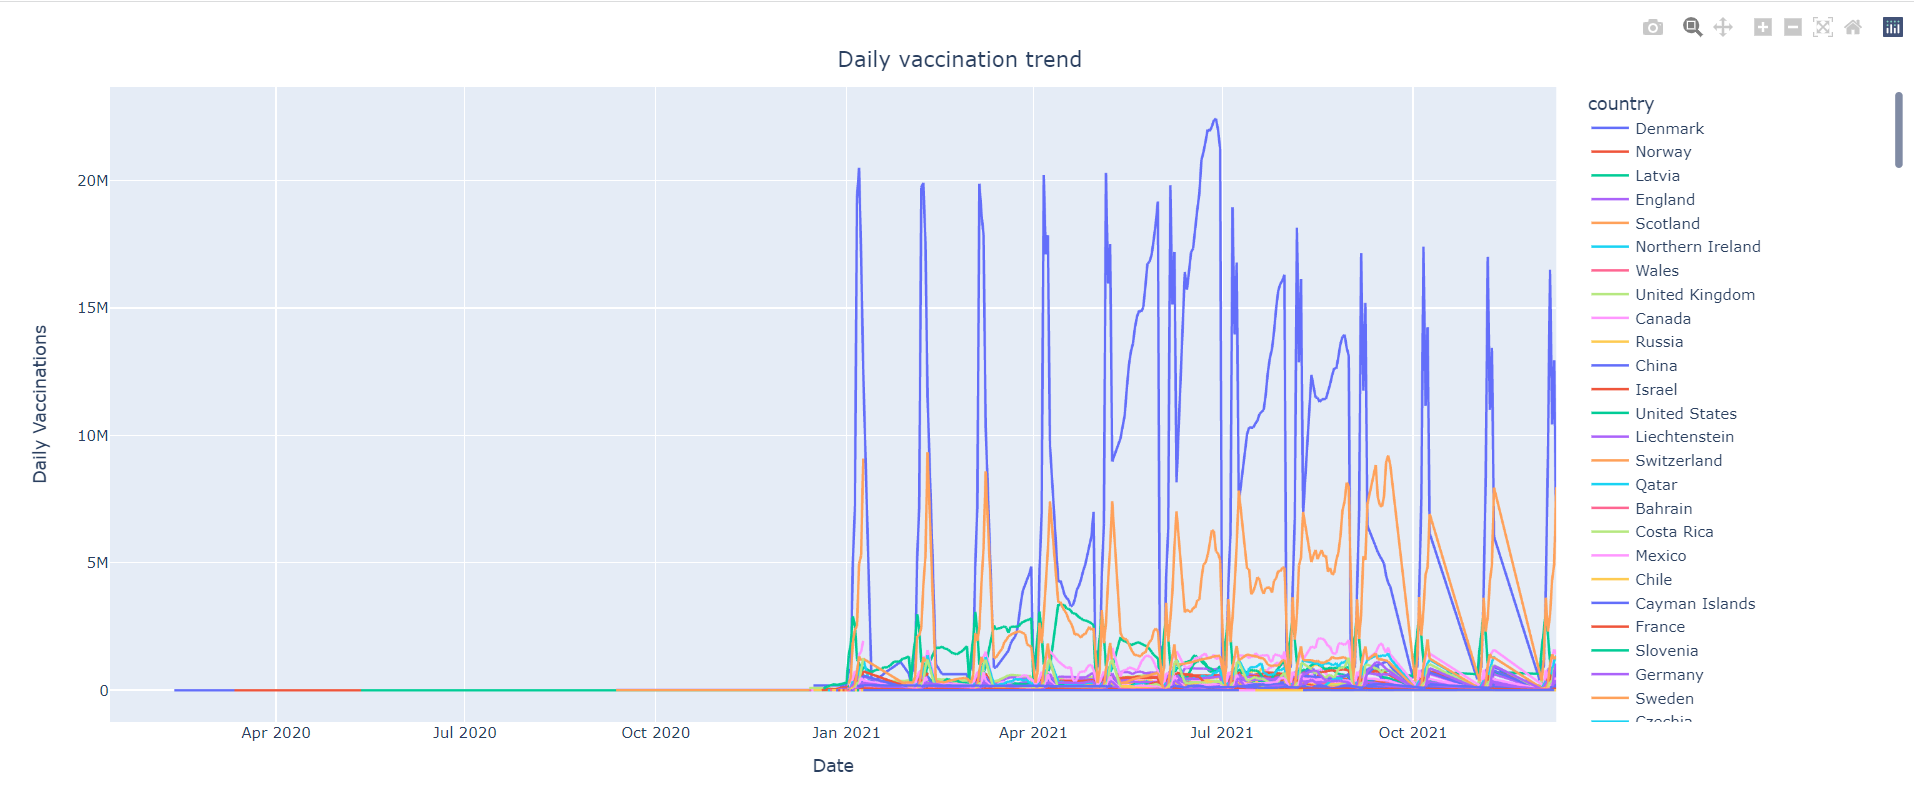 Daily vaccination trend
Daily Vaccinations
20M
15M
10M
5M
0
Apr 2020
Jul 2020
Oct 2020
Jan 2021
Apr 2021
Jul 2021
Oct 2021
Date
country
Denmark
Norway
Latvia
England
Scotland
Northern Ireland
Wales
United Kingdom
Canada
Russia
China
Israel
United States
Liechtenstein
Switzerland
Qatar
Bahrain
Costa Rica
Mexico
Chile
Cayman Islands
France
Slovenia
Germany
Sweden
Czechia